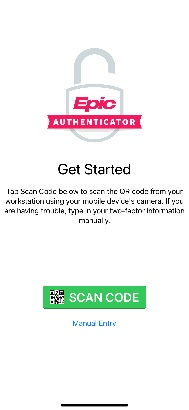 Epic
AUTHENTICATOR
Get Started
Tap Scan Code below to scan the QR code from your
workstation using your mobile device's camera. If you
are having trouble, type in your two-factor information
manually.
SCAN CODE
Manual Entry